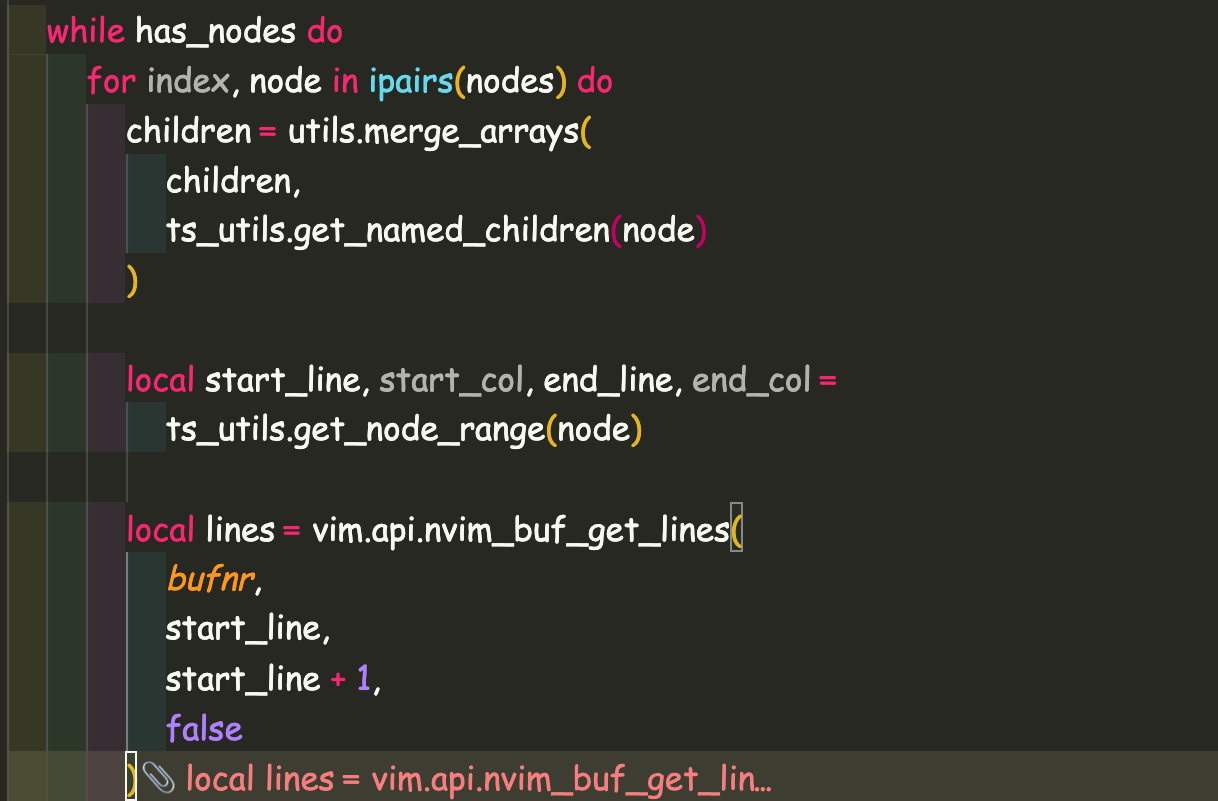 while has_nodes do
for index, node in ipairs(nodes) do
children = utils.merge_arrays(
children,
ts_utils.get_named_children(node)
)
local start_line, start_col, end_line, end_col =
ts_utils.get_node_range(node)
local lines = vim.api.nvim_buf_get_lines(
bufnr,
start_line,
start_line + 1,
false
) 📎 local lines = vim.api.nvim_buf_get_lin...